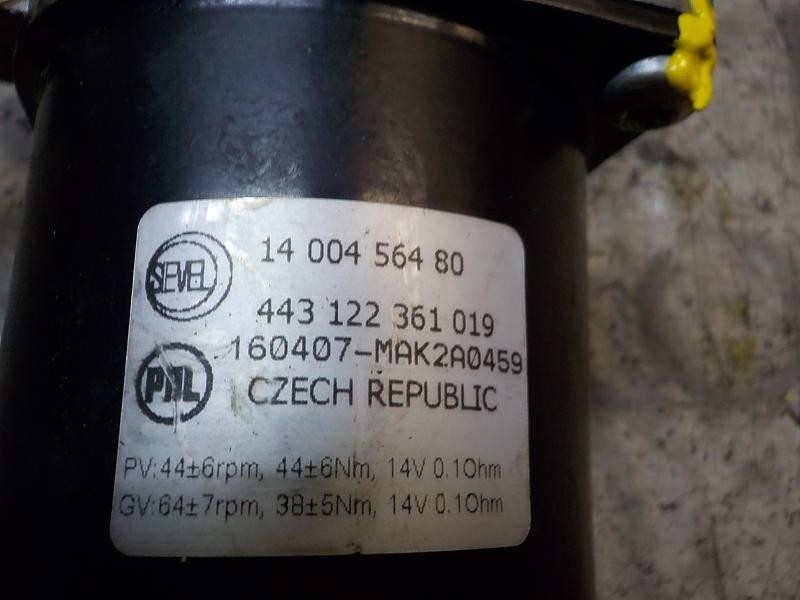 SEVEL
14 004 564 80
443 122 361 019
160407-MAK2A0459
PAL
CZECH REPUBLIC
PV:44±6rpm, 44±6Nm, 14V 0.1Ohm
GV:64±7rpm, 38±5Nm, 14V 0.1Ohm